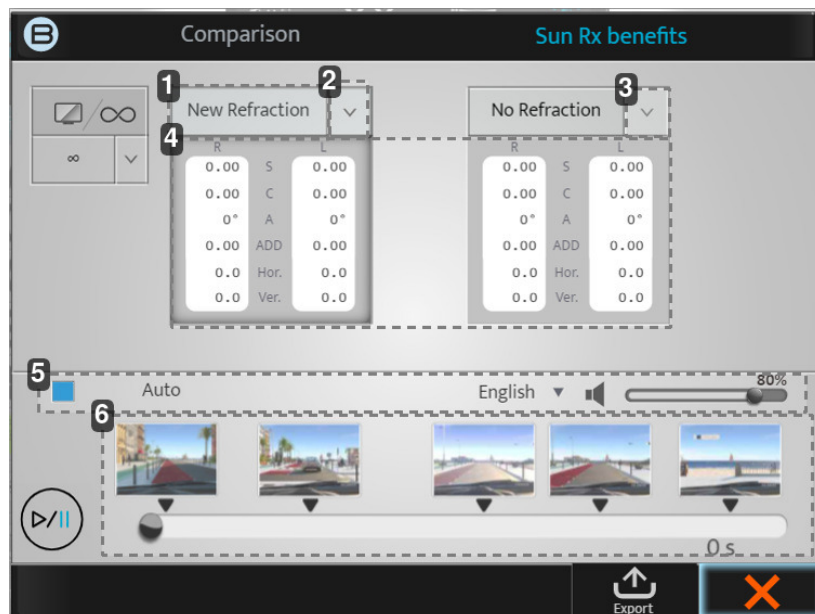 B Comparison Sun Rx benefits
1 2 3
New Refraction No Refraction
∞
4
∞
R L R L
0.00 S 0.00 0.00 S 0.00
0.00 C 0.00 0.00 C 0.00
0° A 0° 0° A 0°
0.00 ADD 0.00 0.00 ADD 0.00
0.0 Hor. 0.0 0.0 Hor. 0.0
0.0 Ver. 0.0 0.0 Ver. 0.0
5
Auto English 80%
6
0 s
Export